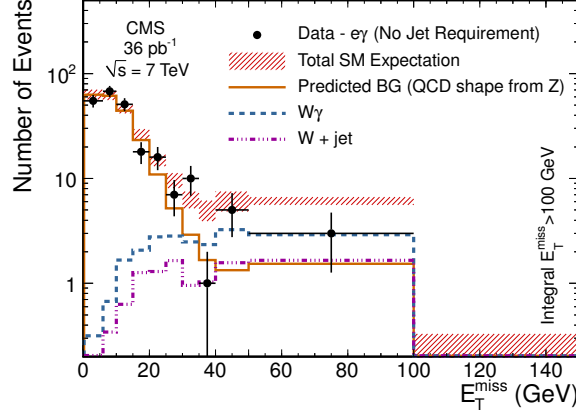 CMS
36 pb⁻¹
√s = 7 TeV
Data - eγ (No Jet Requirement)
Total SM Expectation
Predicted BG (QCD shape from Z)
Wγ
W + jet
Number of Events
10²
10
1
Integral E_T^miss>100 GeV
0 20 40 60 80 100 120 140
E_T^miss (GeV)